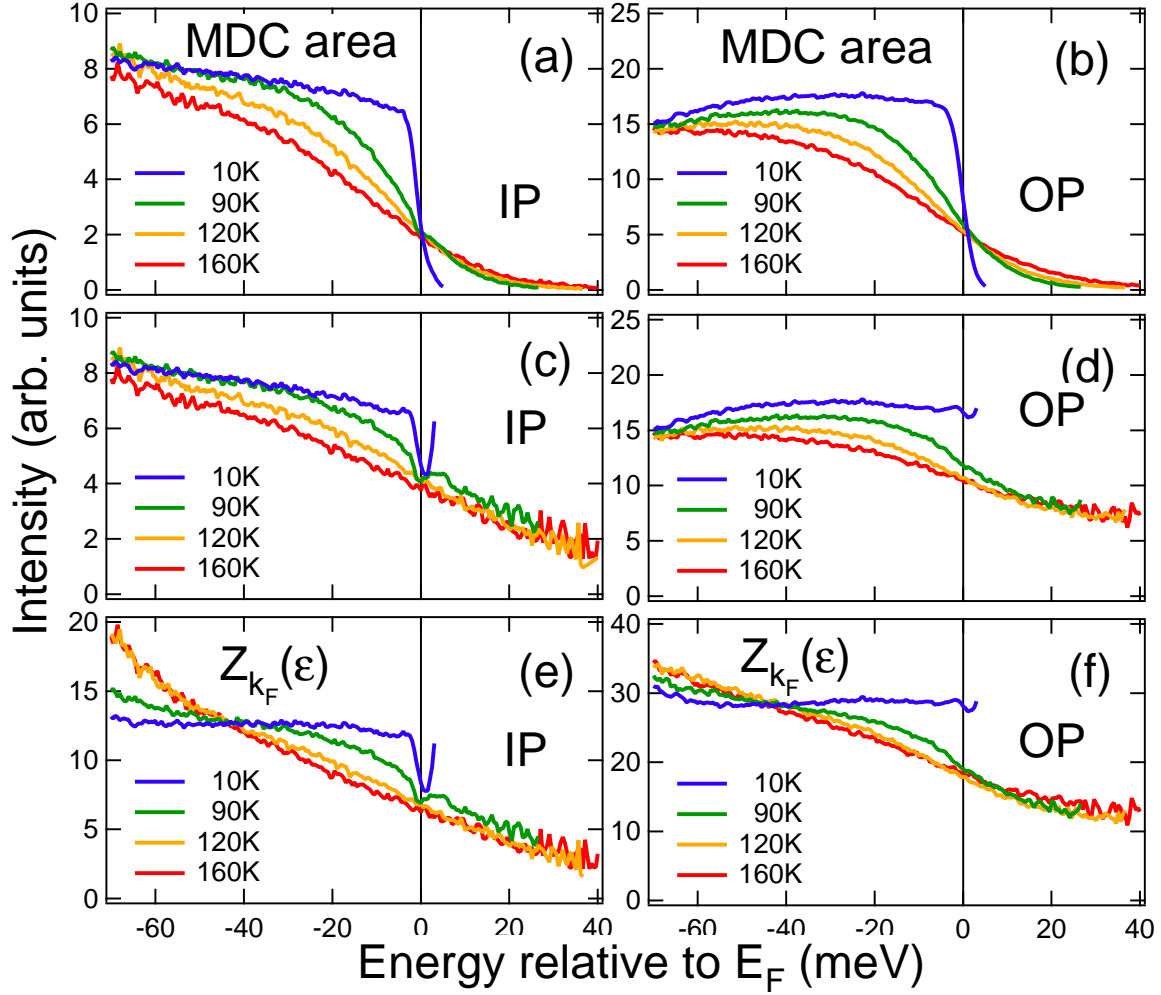 Intensity (arb. units)
10
8
6
4
2
0
MDC area
(a)
IP
10K
90K
120K
160K
25
20
15
10
5
0
MDC area
(b)
OP
10K
90K
120K
160K
10
8
6
4
2
0
(c)
IP
10K
90K
120K
160K
25
20
15
10
5
0
(d)
OP
10K
90K
120K
160K
20
15
10
5
0
Z_{k_F}(ε)
(e)
IP
10K
90K
120K
160K
-60 -40 -20 0 20 40
40
30
20
10
0
Z_{k_F}(ε)
(f)
OP
10K
90K
120K
160K
-60 -40 -20 0 20 40
Energy relative to E_F (meV)